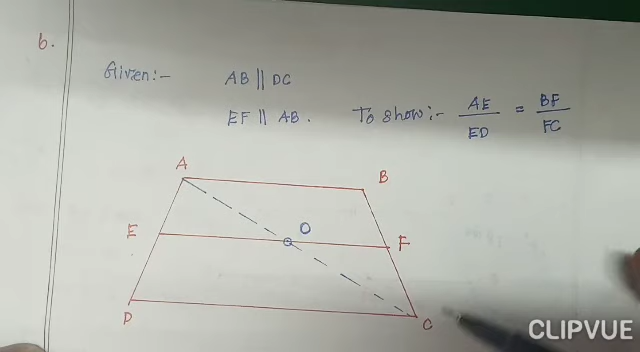 6.
Given:- AB || DC
EF || AB. To show:- AE/ED = BF/FC
A B
E O F
D C
CLIPVUE